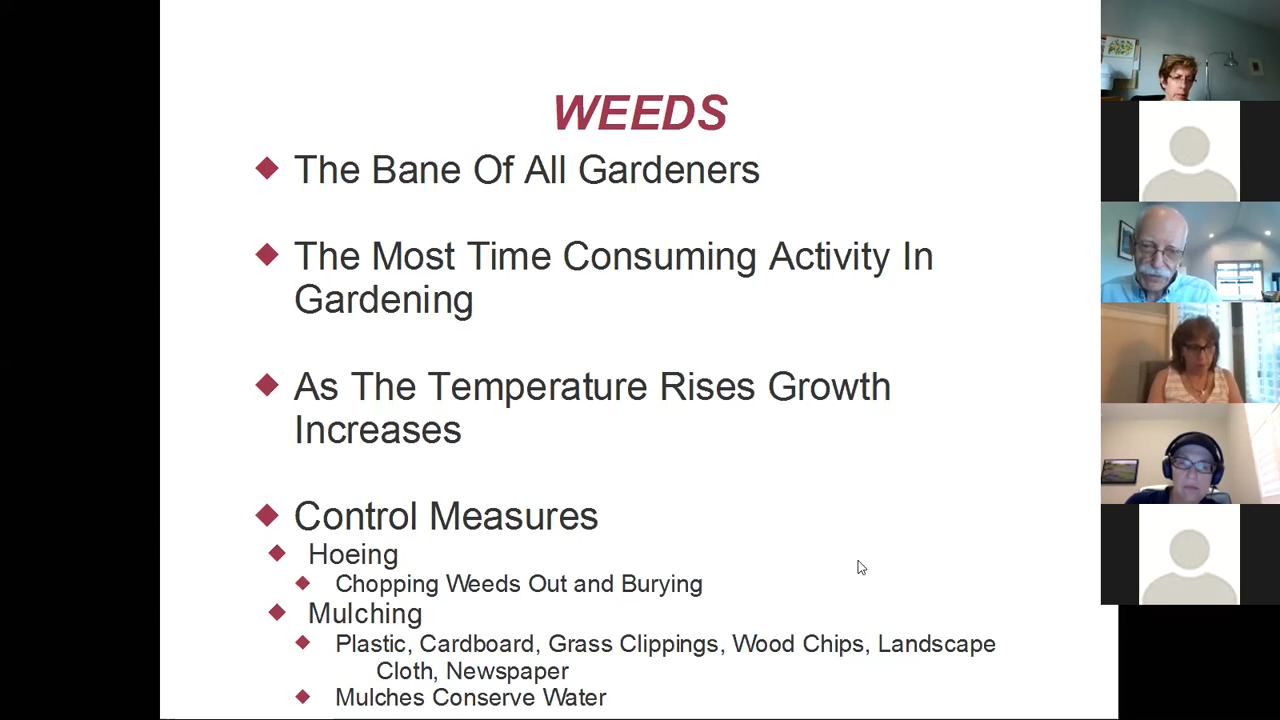 WEEDS
The Bane Of All Gardeners
The Most Time Consuming Activity In
Gardening
As The Temperature Rises Growth
Increases
Control Measures
Hoeing
Chopping Weeds Out and Burying
Mulching
Plastic, Cardboard, Grass Clippings, Wood Chips, Landscape
Cloth, Newspaper
Mulches Conserve Water